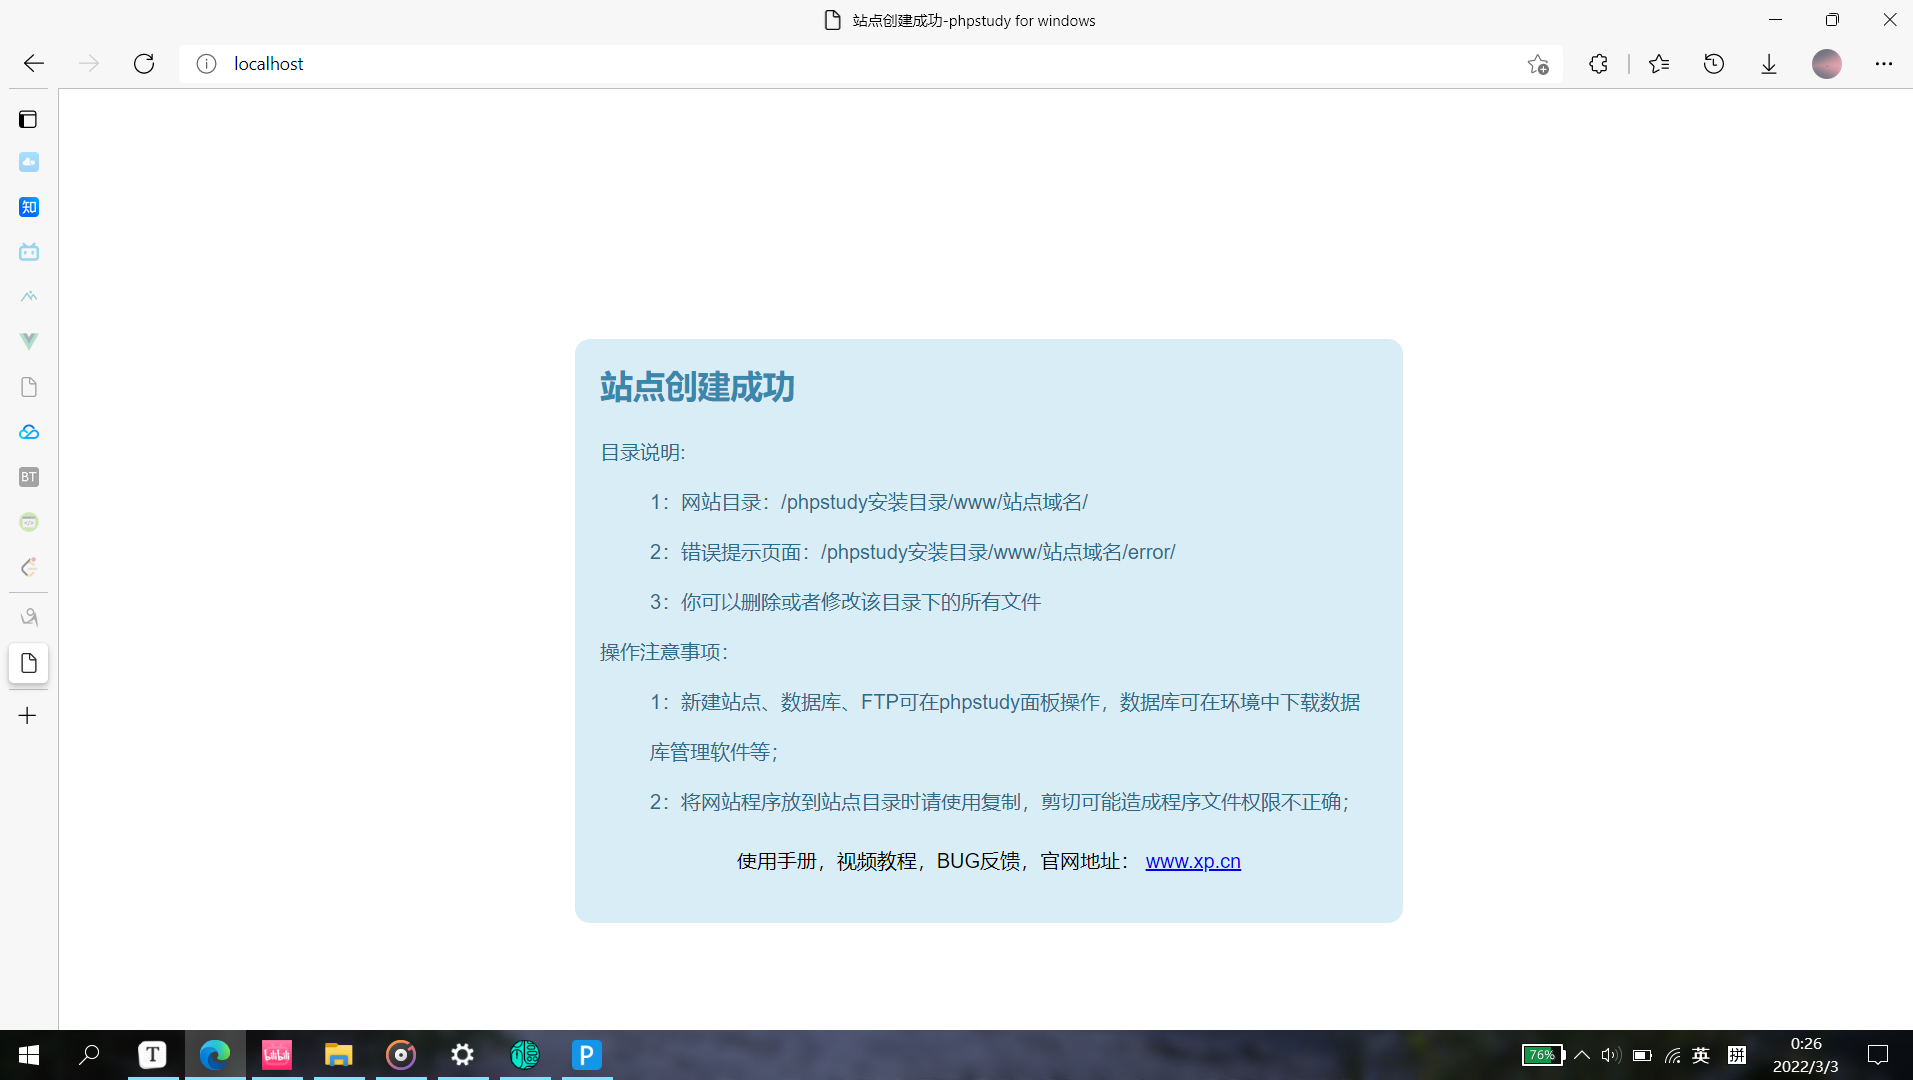 站点创建成功-phpstudy for windows
localhost
知
BT
站点创建成功
目录说明:
1：网站目录：/phpstudy安装目录/www/站点域名/
2：错误提示页面：/phpstudy安装目录/www/站点域名/error/
3：你可以删除或者修改该目录下的所有文件
操作注意事项：
1：新建站点、数据库、FTP可在phpstudy面板操作，数据库可在环境中下载数据
库管理软件等；
2：将网站程序放到站点目录时请使用复制，剪切可能造成程序文件权限不正确；
使用手册，视频教程，BUG反馈，官网地址： www.xp.cn
T
bilibili
P
76%
英
拼
0:26
2022/3/3